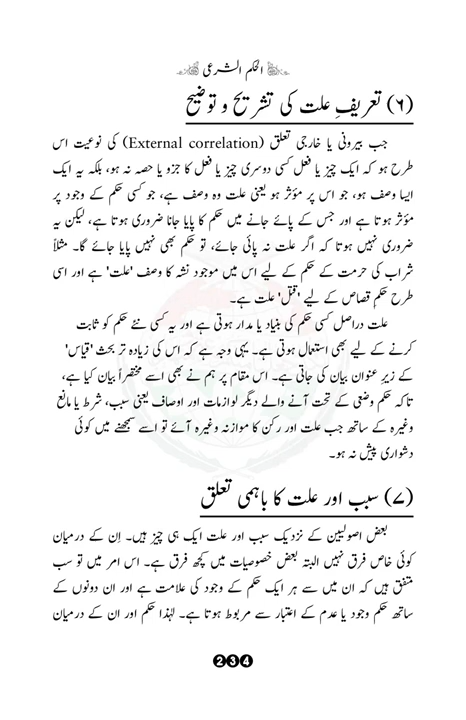 الحکم الشرعی
(٦) تعریفِ علت کی تشریح و توضیح
جب بیرونی یا خارجی تعلق (External correlation) کی نوعیت اس
طرح ہو کہ ایک چیز یا فعل کسی دوسری چیز یا فعل کا جزو یا حصہ نہ ہو، بلکہ یہ ایک
ایسا وصف ہو، جو اس پر مؤثر ہو یعنی علت وہ وصف ہے، جو کسی حکم کے وجود پر
مؤثر ہوتا ہے اور جس کے پائے جانے میں حکم کا پایا جانا ضروری ہوتا ہے، لیکن یہ
ضروری نہیں ہوتا کہ اگر علت نہ پائی جائے، تو حکم بھی نہیں پایا جائے گا۔ مثلاً
شراب کی حرمت کے حکم کے لیے اس میں موجود نشہ کا وصف 'علت' ہے اور اسی
طرح حکمِ قصاص کے لیے 'قتل' علت ہے۔
علت دراصل کسی حکم کی بنیاد یا مدار ہوتی ہے اور یہ کسی نئے حکم کو ثابت
کرنے کے لیے بھی استعمال ہوتی ہے۔ یہی وجہ ہے کہ اس کی زیادہ تر بحث 'قیاس'
کے زیرِ عنوان بیان کی جاتی ہے۔ اس مقام پر ہم نے بھی اسے مختصراً بیان کیا ہے،
تاکہ حکم وضعی کے تحت آنے والے دیگر لوازمات اور اوصاف یعنی سبب، شرط یا مانع
وغیرہ کے ساتھ جب علت اور رکن کا موازنہ وغیرہ آئے تو اسے سمجھنے میں کوئی
دشواری پیش نہ ہو۔
(٧) سبب اور علت کا باہمی تعلق
بعض اصولیین کے نزدیک سبب اور علت ایک ہی چیز ہیں۔ اِن کے درمیان
کوئی خاص فرق نہیں البتہ بعض خصوصیات میں کچھ فرق ہے۔ اس امر میں تو سب
متفق ہیں کہ ان میں سے ہر ایک حکم کے وجود کی علامت ہے اور ان دونوں کے
ساتھ حکم وجود یا عدم کے اعتبار سے مربوط ہوتا ہے۔ لہٰذا حکم اور ان کے درمیان
234